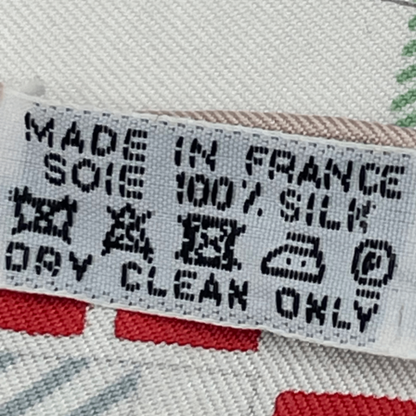 MADE IN FRANCE
SOIE 100% SILK
P
DRY CLEAN ONLY